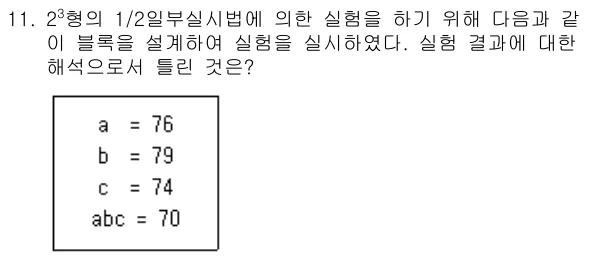 11. 2³형의 1/2일부실시법에 의한 실험을 하기 위해 다음과 같
이 블록을 설계하여 실험을 실시하였다. 실험 결과에 대한
해석으로서 틀린 것은?
a = 76
b = 79
c = 74
abc = 70